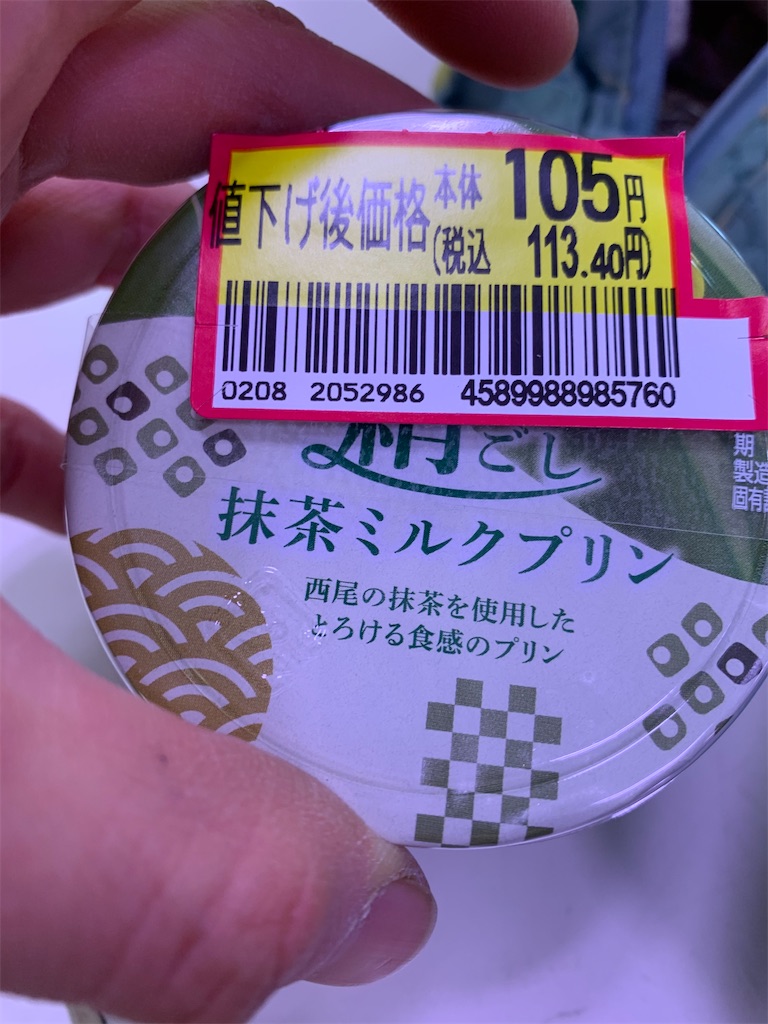 値下げ後価格 本体 105円
(税込 113.40円)
0208 2052986 4589988985760
絹ごし
抹茶ミルクプリン
西尾の抹茶を使用した
とろける食感のプリン
期
製造
固有